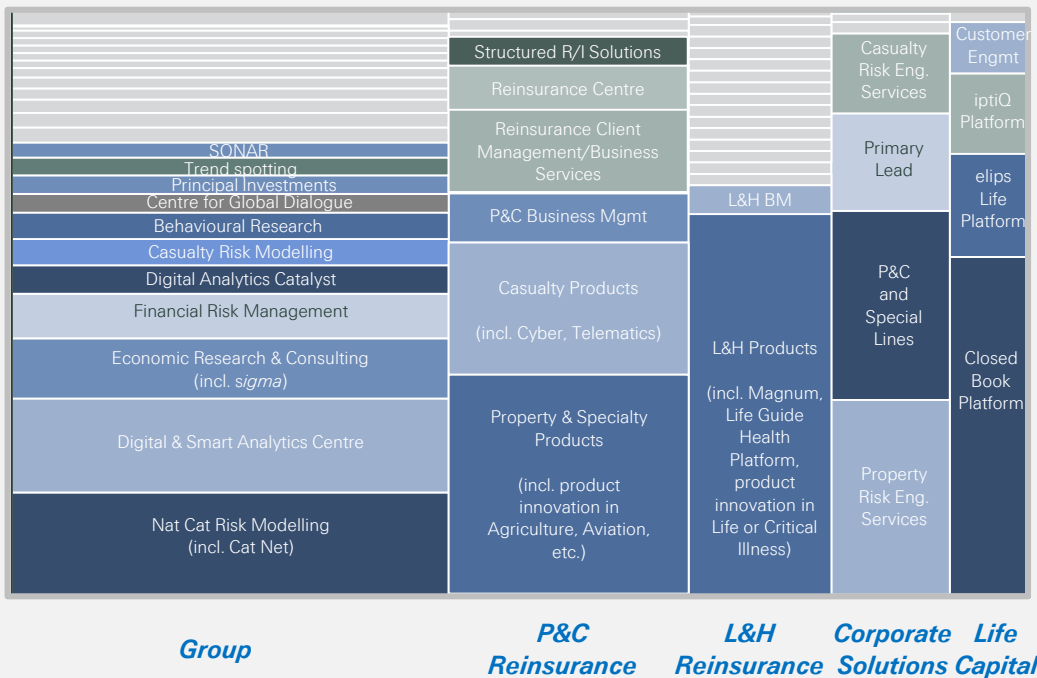 SONAR
Trend spotting
Principal Investments
Centre for Global Dialogue
Behavioural Research
Casualty Risk Modelling
Digital Analytics Catalyst
Financial Risk Management
Economic Research & Consulting
(incl. sigma)
Digital & Smart Analytics Centre
Nat Cat Risk Modelling
(incl. Cat Net)
Structured R/I Solutions
Reinsurance Centre
Reinsurance Client
Management/Business
Services
P&C Business Mgmt
Casualty Products
(incl. Cyber, Telematics)
Property & Specialty
Products
(incl. product
innovation in
Agriculture, Aviation,
etc.)
L&H BM
L&H Products
(incl. Magnum,
Life Guide
Health
Platform,
product
innovation in
Life or Critical
Illness)
Casualty
Risk Eng.
Services
Primary
Lead
P&C
and
Special
Lines
Property
Risk Eng.
Services
Customer
Engmt
iptiQ
Platform
elips
Life
Platform
Closed
Book
Platform
Group
P&C
Reinsurance
L&H
Reinsurance
Corporate
Solutions
Life
Capital